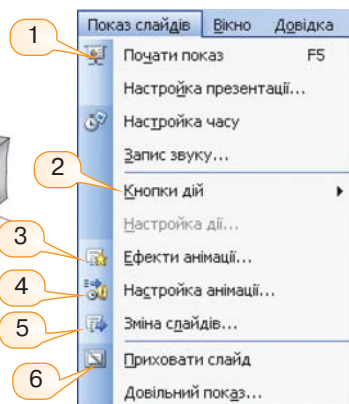 Показ слайдів Вікно Довідка
1
Почати показ F5
Настройка презентації...
Настройка часу
Запис звуку...
2
Кнопки дій
Настройка дії...
3
Ефекти анімації...
4
Настройка анімації...
5
Зміна слайдів...
6
Приховати слайд
Довільний показ...